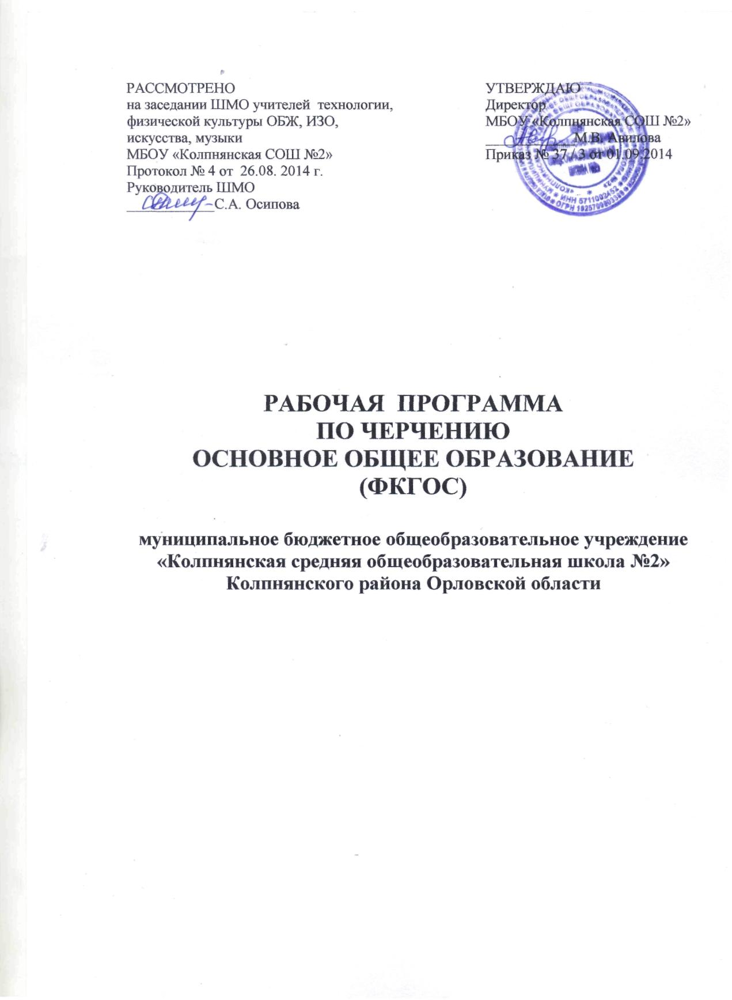 РАССМОТРЕНО
на заседании ШМО учителей технологии,
физической культуры ОБЖ, ИЗО,
искусства, музыки
МБОУ «Колпнянская СОШ №2»
Протокол № 4 от 26.08. 2014 г.
Руководитель ШМО
С.А. Осипова
УТВЕРЖДАЮ
Директор
МБОУ «Колпнянская СОШ №2»
М.В. Авилова
Приказ № 37 / 3 от 01.09.2014
РАБОЧАЯ ПРОГРАММА
ПО ЧЕРЧЕНИЮ
ОСНОВНОЕ ОБЩЕЕ ОБРАЗОВАНИЕ
(ФКГОС)
муниципальное бюджетное общеобразовательное учреждение
«Колпнянская средняя общеобразовательная школа №2»
Колпнянского района Орловской области